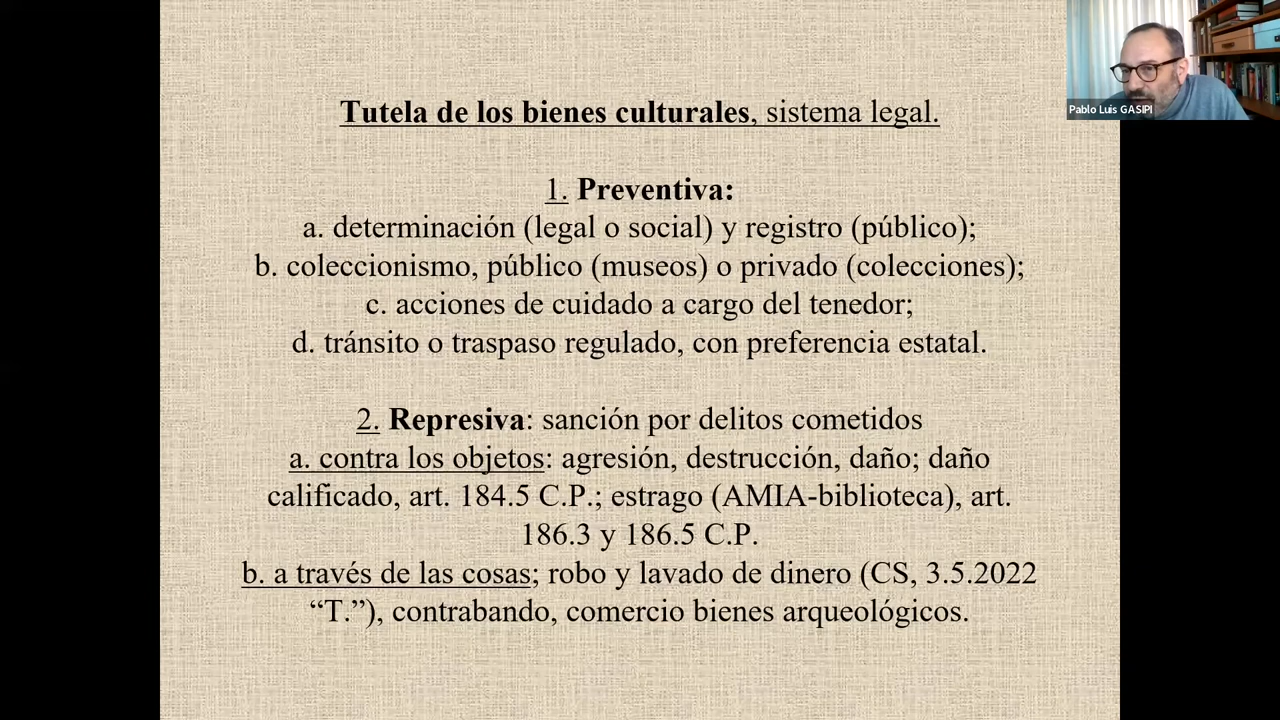 Tutela de los bienes culturales, sistema legal.
1. Preventiva:
a. determinación (legal o social) y registro (público);
b. coleccionismo, público (museos) o privado (colecciones);
c. acciones de cuidado a cargo del tenedor;
d. tránsito o traspaso regulado, con preferencia estatal.
2. Represiva: sanción por delitos cometidos
a. contra los objetos: agresión, destrucción, daño; daño
calificado, art. 184.5 C.P.; estrago (AMIA-biblioteca), art.
186.3 y 186.5 C.P.
b. a través de las cosas; robo y lavado de dinero (CS, 3.5.2022
“T.”), contrabando, comercio bienes arqueológicos.
Pablo Luis GASIPI